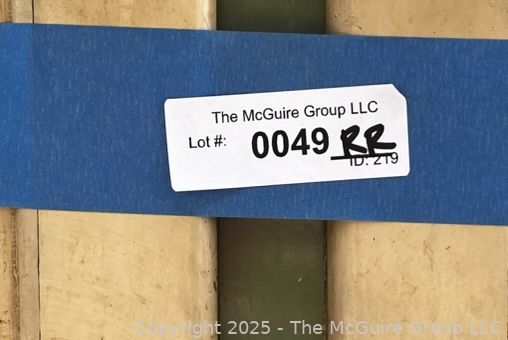 The McGuire Group LLC
Lot #: 0049 RR
ID: 219
Copyright 2025 - The McGuire Group LLC